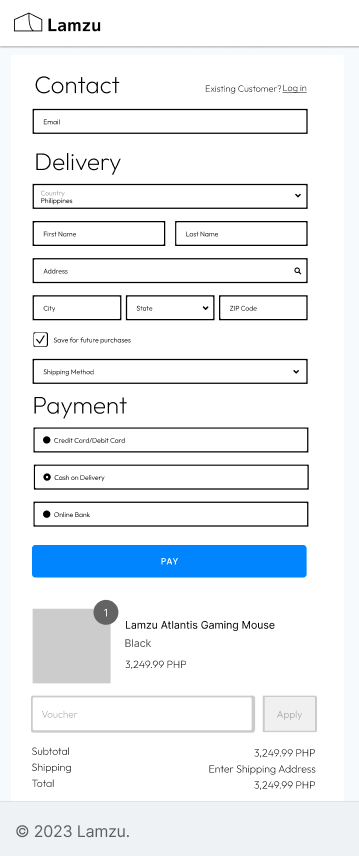 Lamzu
Contact
Existing Customer? Log in
Email
Delivery
Country
Philippines
First Name Last Name
Address
City State ZIP Code
Save for future purchases
Shipping Method
Payment
Credit Card/Debit Card
Cash on Delivery
Online Bank
PAY
1
Lamzu Atlantis Gaming Mouse
Black
3,249.99 PHP
Voucher Apply
Subtotal 3,249.99 PHP
Shipping Enter Shipping Address
Total 3,249.99 PHP
© 2023 Lamzu.